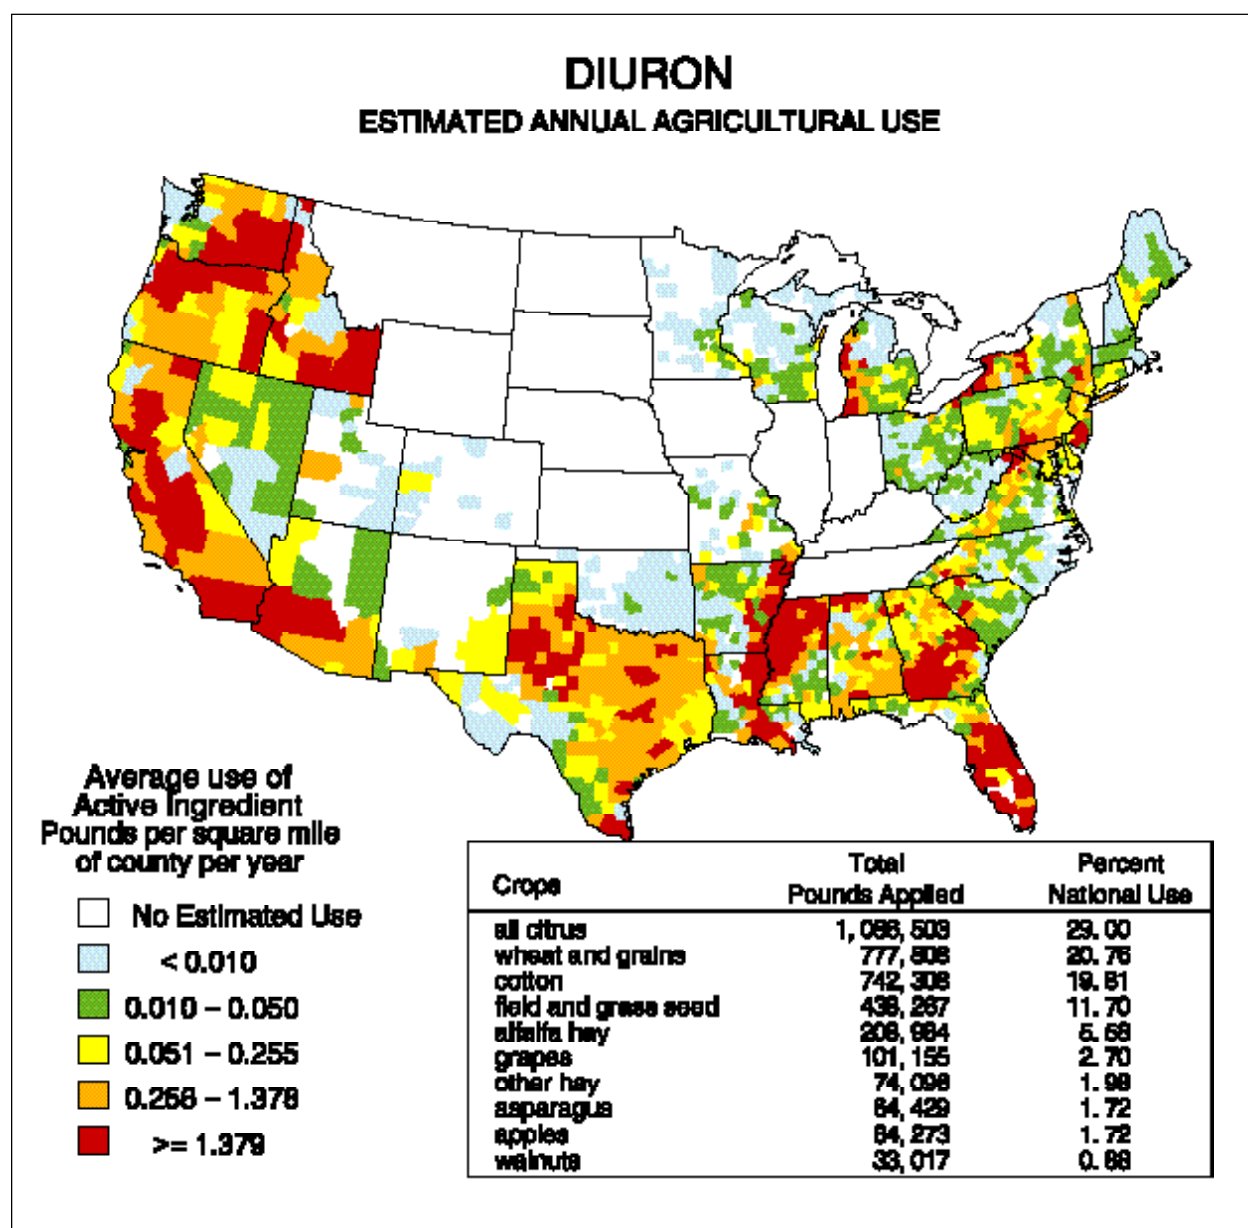 DIURON
ESTIMATED ANNUAL AGRICULTURAL USE
Average use of
Active Ingredient
Pounds per square mile
of county per year
No Estimated Use
< 0.010
0.010 – 0.050
0.051 – 0.255
0.256 – 1.378
>= 1.379
Crops Total Pounds Applied Percent National Use
all citrus 1,086,503 29.00
wheat and grains 20.76
cotton 742,308 19.81
field and grass seed 438,267 11.70
alfalfa hay 208,984 5.58
grapes 101,155 2.70
other hay 74,098 1.98
asparagus 64,429 1.72
apples 64,273 1.72
walnuts 33,017 0.88